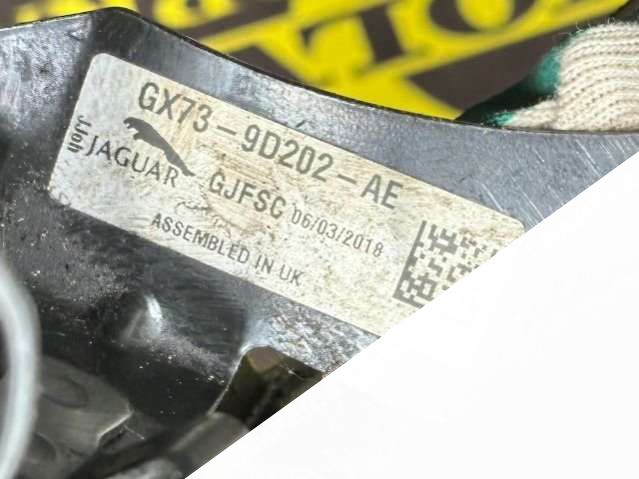 GX73-9D202-AE
JAGUAR
GJFSC 06/03/2018
ASSEMBLED IN UK